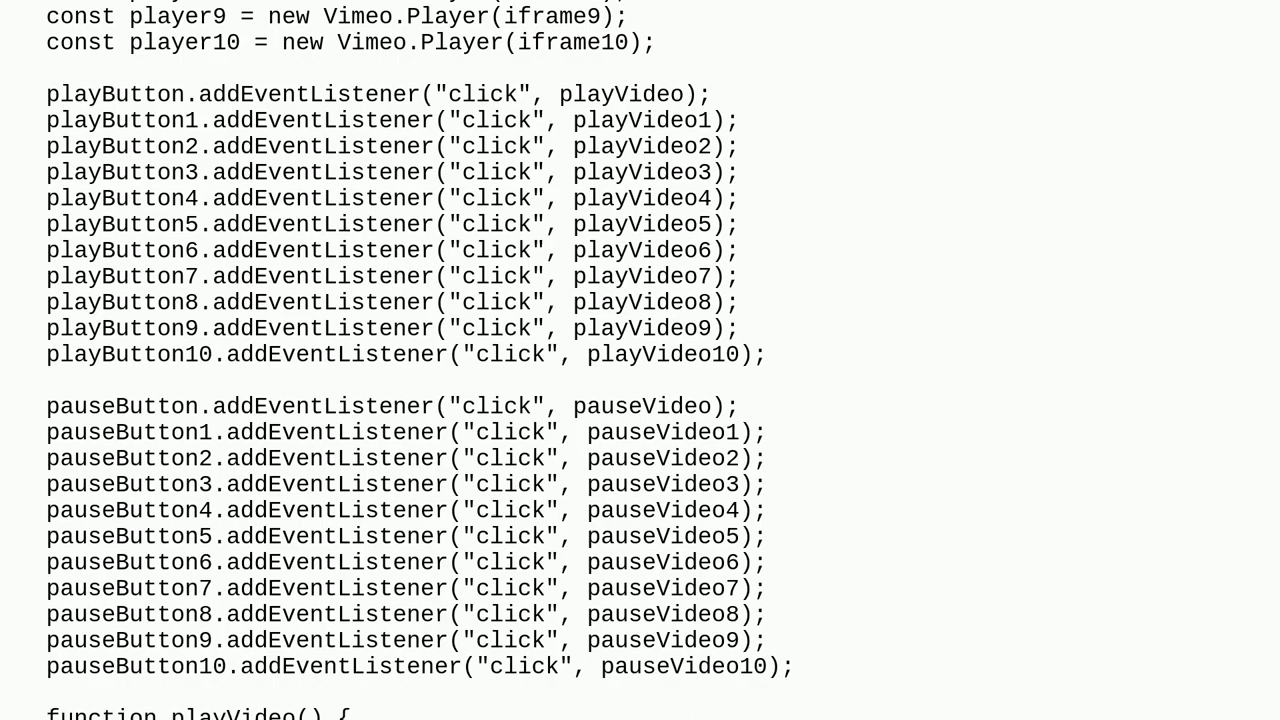 const player9 = new Vimeo.Player(iframe9);
const player10 = new Vimeo.Player(iframe10);
playButton.addEventListener("click", playVideo);
playButton1.addEventListener("click", playVideo1);
playButton2.addEventListener("click", playVideo2);
playButton3.addEventListener("click", playVideo3);
playButton4.addEventListener("click", playVideo4);
playButton5.addEventListener("click", playVideo5);
playButton6.addEventListener("click", playVideo6);
playButton7.addEventListener("click", playVideo7);
playButton8.addEventListener("click", playVideo8);
playButton9.addEventListener("click", playVideo9);
playButton10.addEventListener("click", playVideo10);
pauseButton.addEventListener("click", pauseVideo);
pauseButton1.addEventListener("click", pauseVideo1);
pauseButton2.addEventListener("click", pauseVideo2);
pauseButton3.addEventListener("click", pauseVideo3);
pauseButton4.addEventListener("click", pauseVideo4);
pauseButton5.addEventListener("click", pauseVideo5);
pauseButton6.addEventListener("click", pauseVideo6);
pauseButton7.addEventListener("click", pauseVideo7);
pauseButton8.addEventListener("click", pauseVideo8);
pauseButton9.addEventListener("click", pauseVideo9);
pauseButton10.addEventListener("click", pauseVideo10);
function playVideo() {